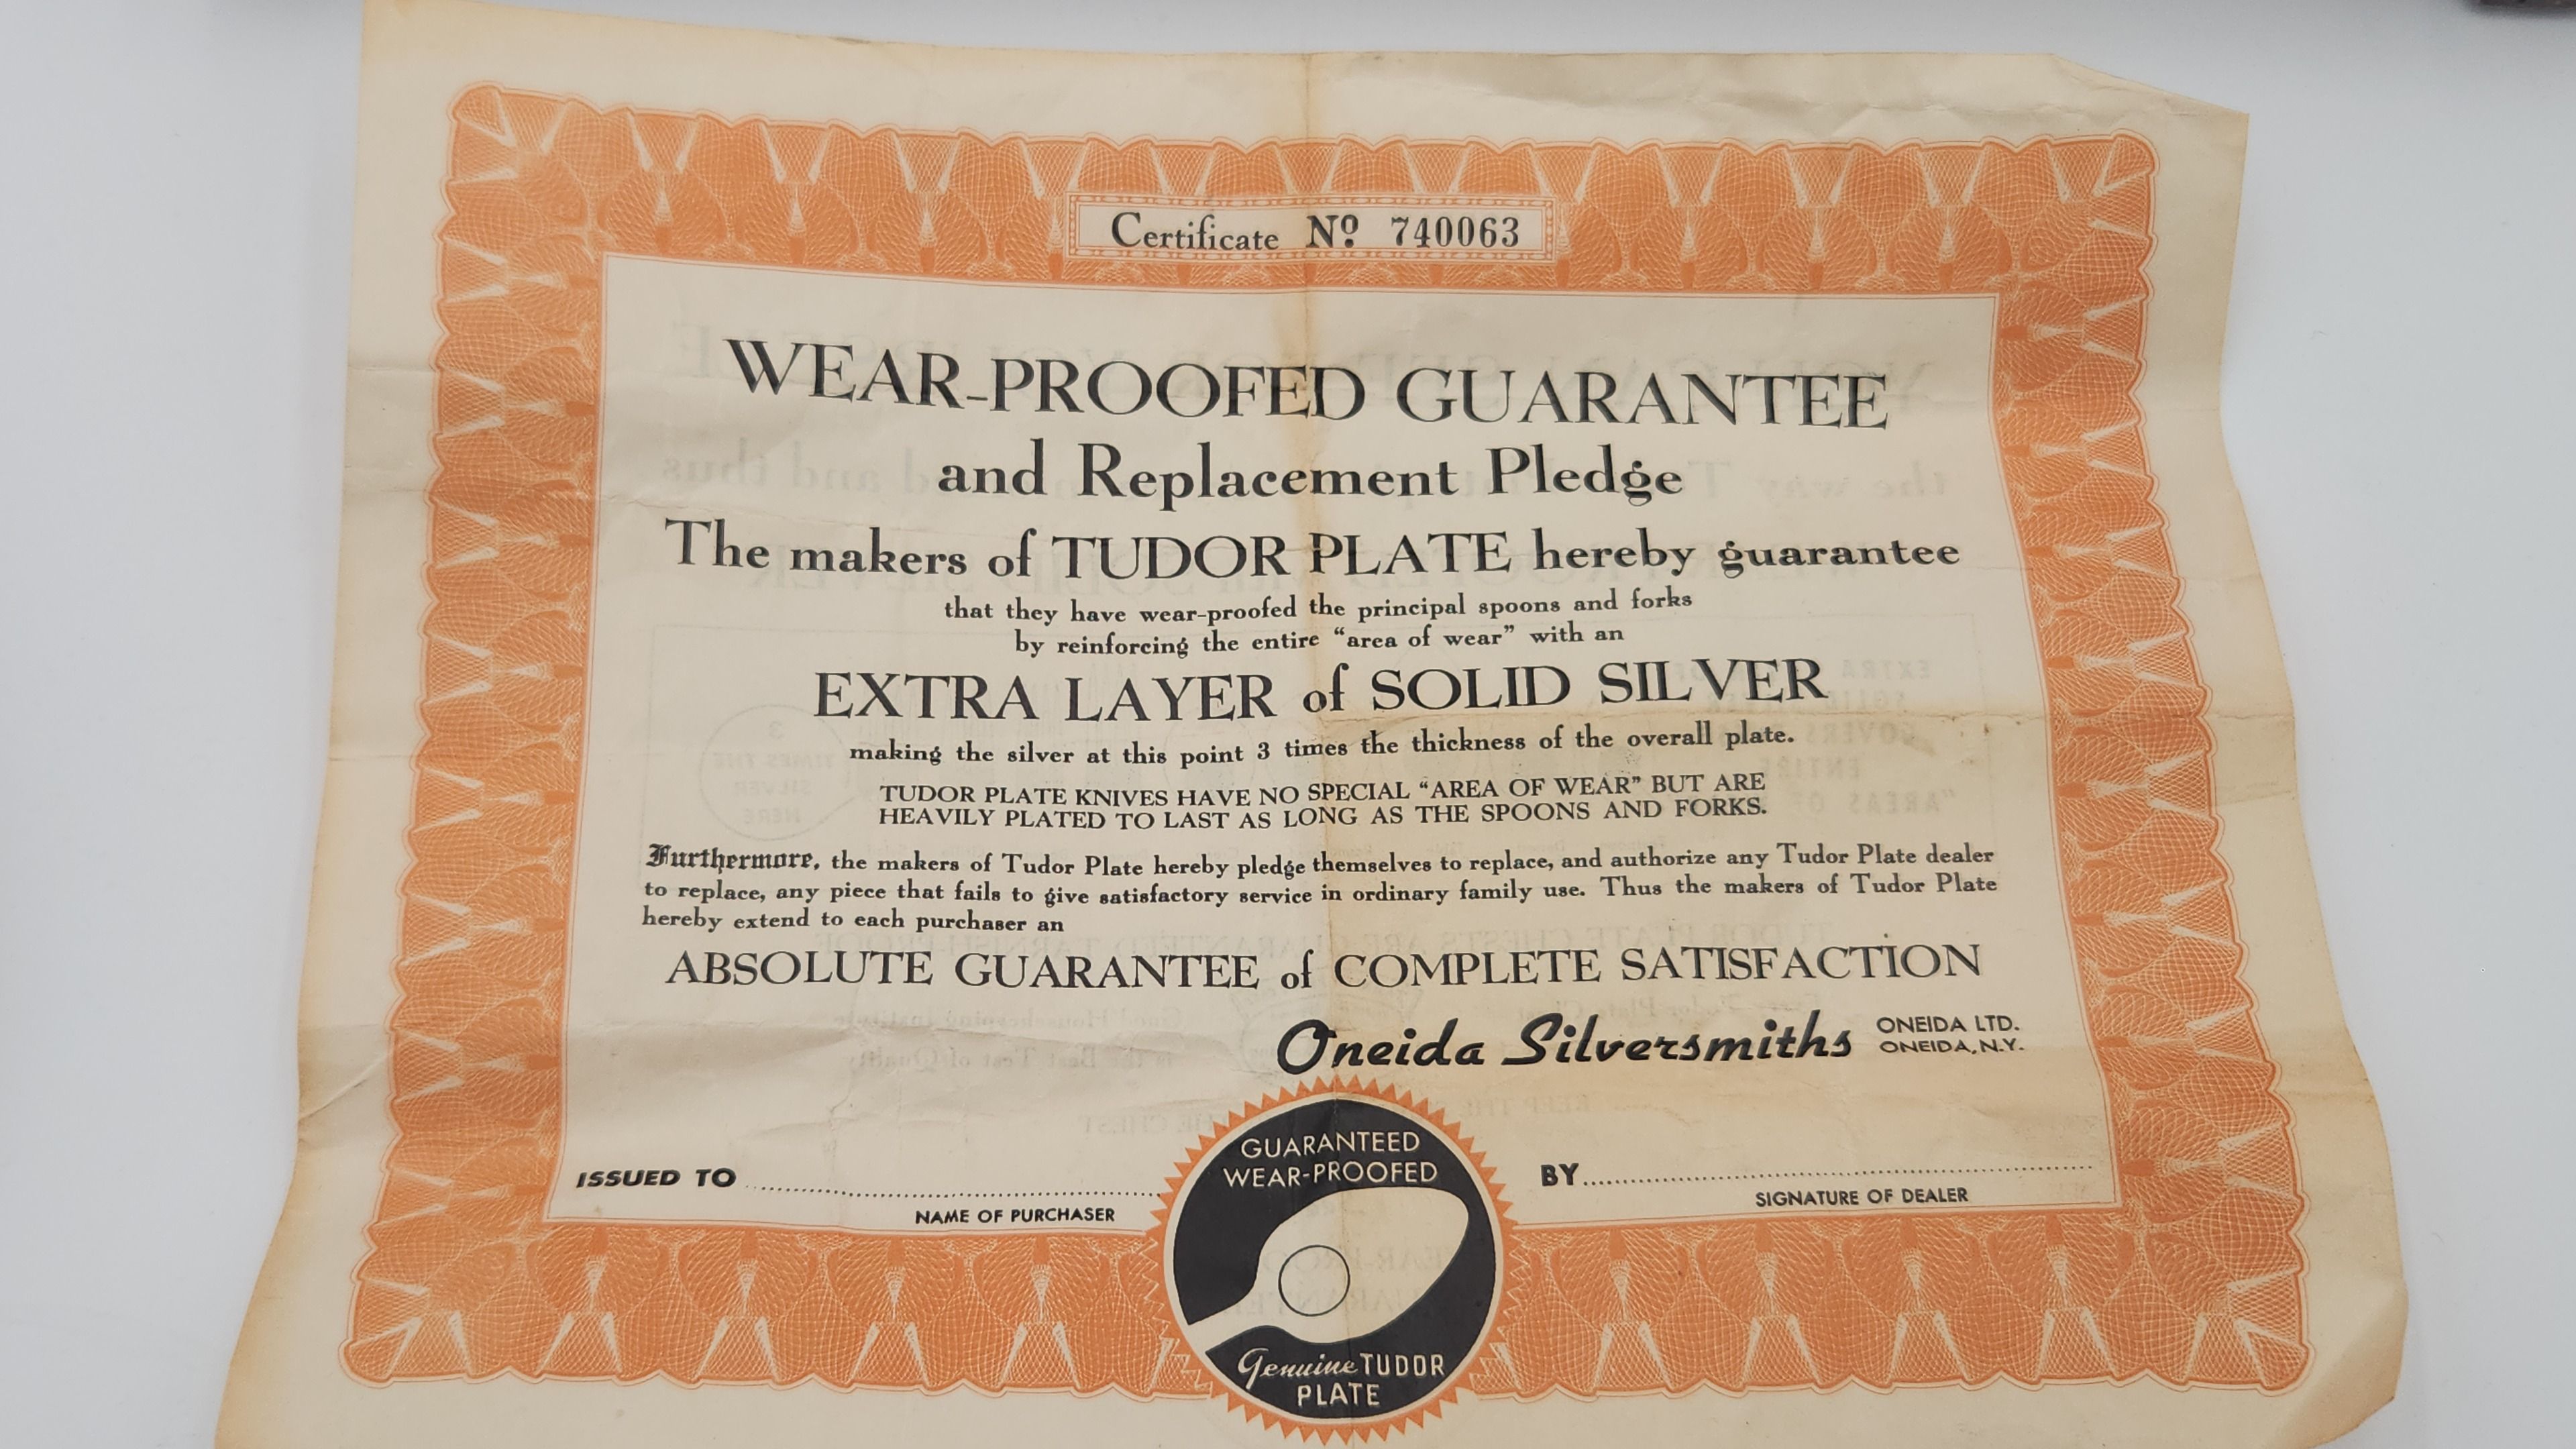 Certificate Nº 740063
WEAR-PROOFED GUARANTEE
and Replacement Pledge
The makers of TUDOR PLATE hereby guarantee
that they have wear-proofed the principal spoons and forks
by reinforcing the entire “area of wear” with an
EXTRA LAYER of SOLID SILVER
making the silver at this point 3 times the thickness of the overall plate.
TUDOR PLATE KNIVES HAVE NO SPECIAL “AREA OF WEAR” BUT ARE
HEAVILY PLATED TO LAST AS LONG AS THE SPOONS AND FORKS.
Furthermore, the makers of Tudor Plate hereby pledge themselves to replace, and authorize any Tudor Plate dealer
to replace, any piece that fails to give satisfactory service in ordinary family use. Thus the makers of Tudor Plate
hereby extend to each purchaser an
ABSOLUTE GUARANTEE of COMPLETE SATISFACTION
Oneida Silversmiths ONEIDA LTD.
ONEIDA, N.Y.
ISSUED TO
NAME OF PURCHASER
GUARANTEED
WEAR-PROOFED
Genuine TUDOR
PLATE
BY
SIGNATURE OF DEALER